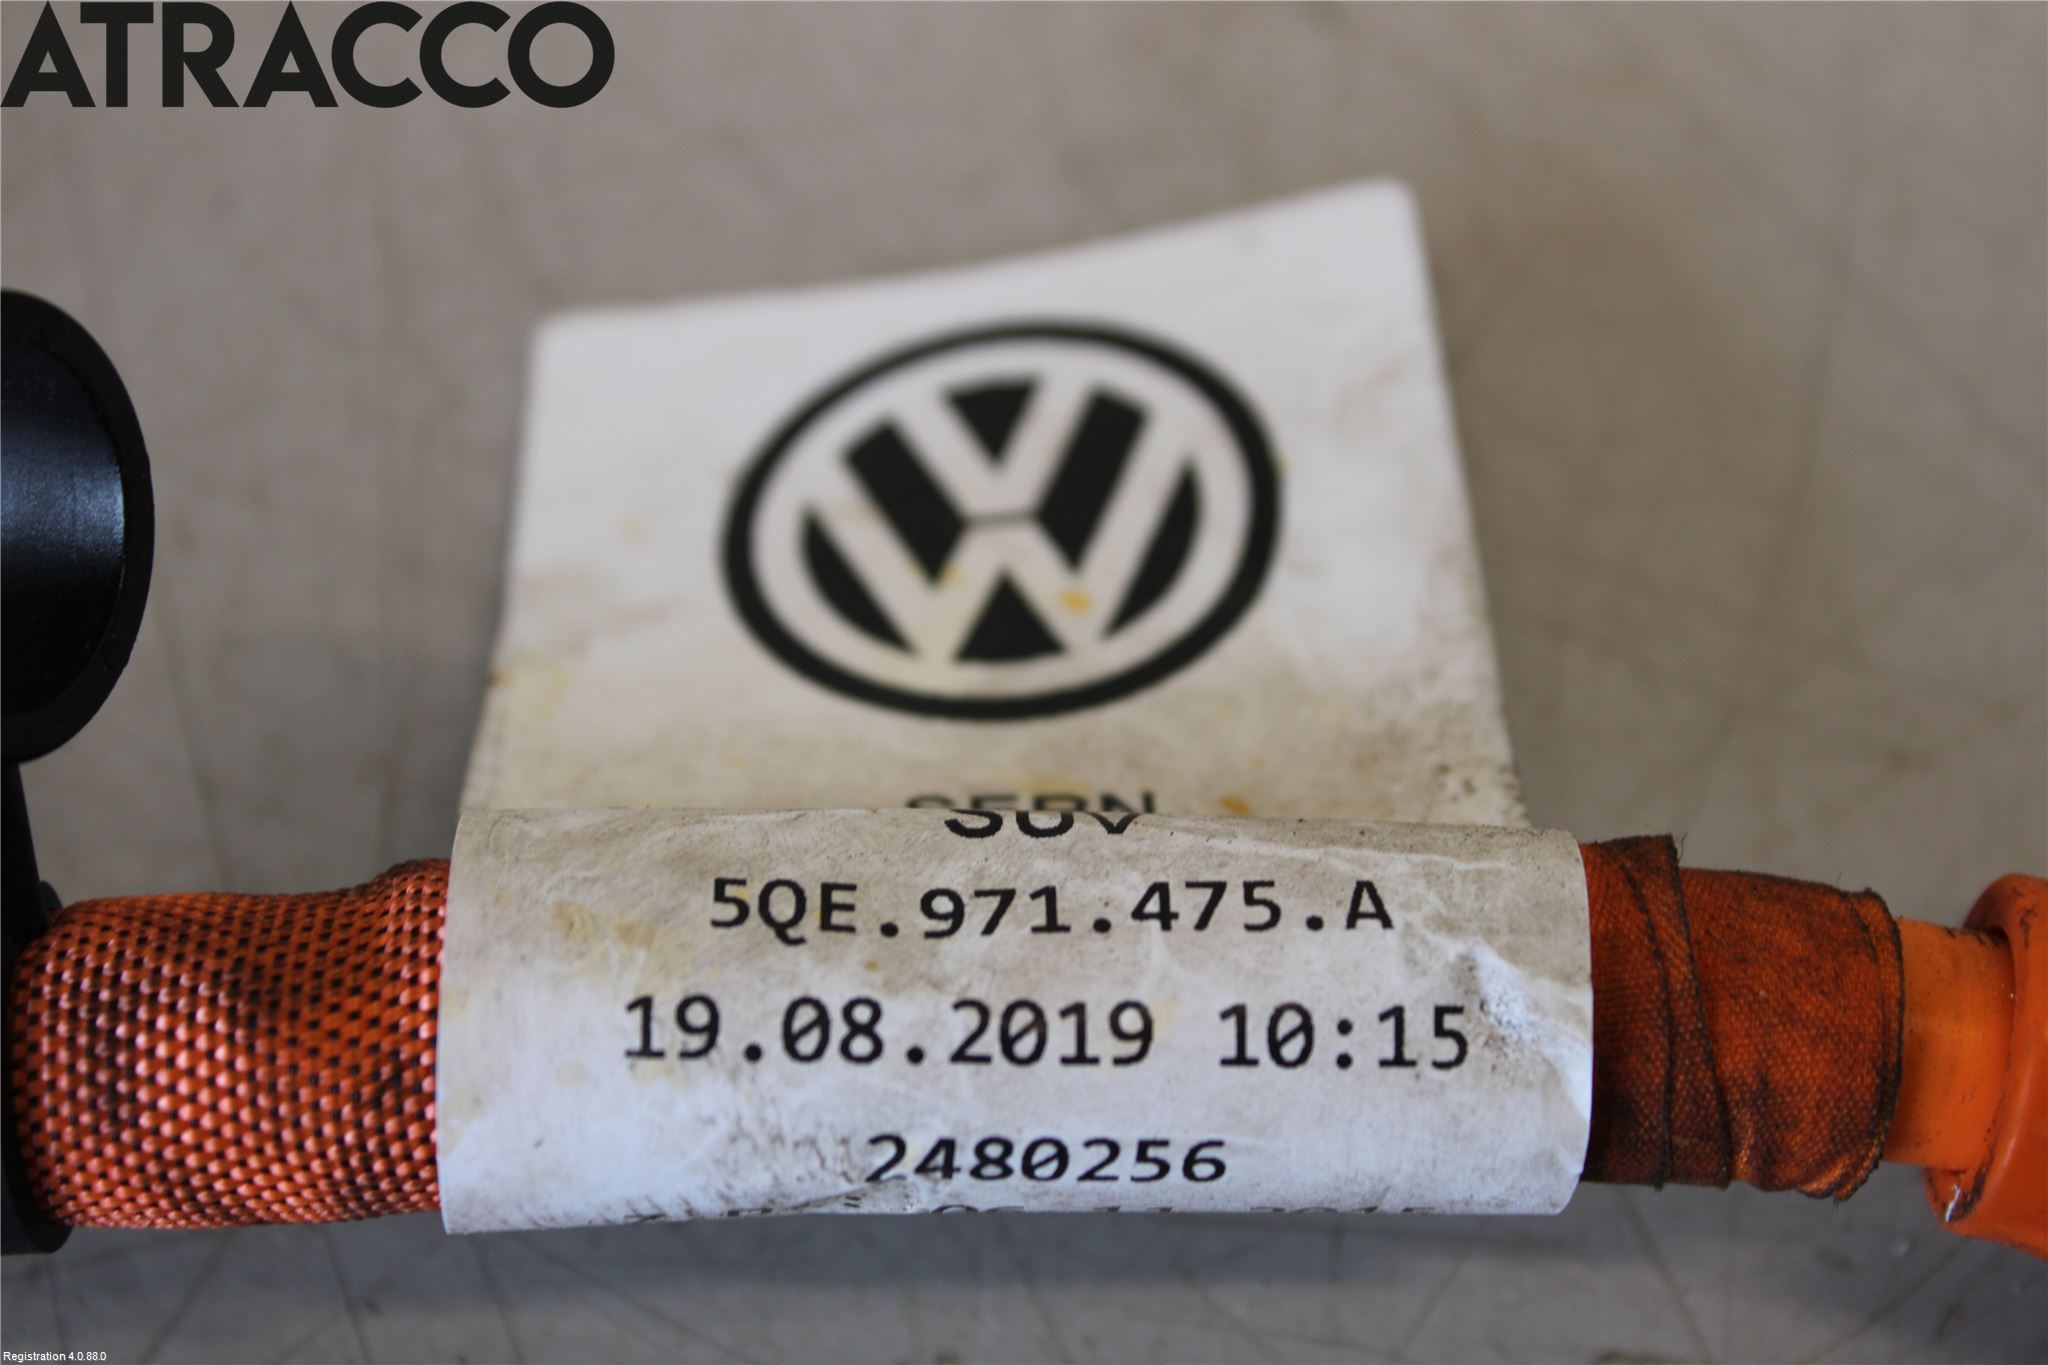 ATRACCO
5QE.971.475.A
19.08.2019 10:15
2480256
Registration 4.0.88.0